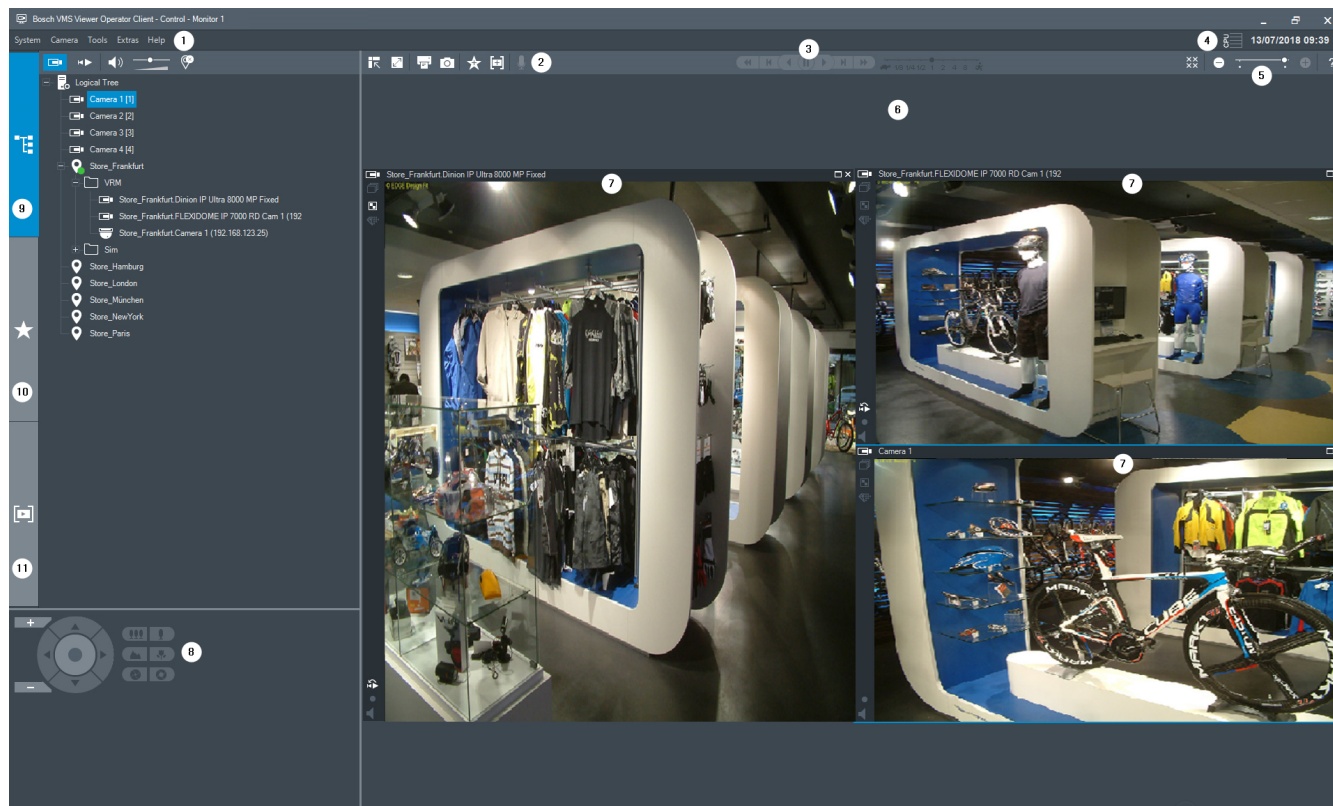 Bosch VMS Viewer Operator Client - Control - Monitor 1
System Camera Tools Extras Help 1
4 CPU 13/07/2018 09:39
2
3
5
?
Logical Tree
Camera 1 [1]
Camera 2 [2]
Camera 3 [3]
Camera 4 [4]
Store_Frankfurt
VRM
Store_Frankfurt.Dinion IP Ultra 8000 MP Fixed
Store_Frankfurt.FLEXIDOME IP 7000 RD Cam 1 (192
Store_Frankfurt.Camera 1 (192.168.123.25)
Sim
Store_Hamburg
Store_London
Store_München
Store_NewYork
Store_Paris
9
10
11
8
6
Store_Frankfurt.Dinion IP Ultra 8000 MP Fixed
7
Store_Frankfurt.FLEXIDOME IP 7000 RD Cam 1 (192
7
Camera 1
7
CUBE